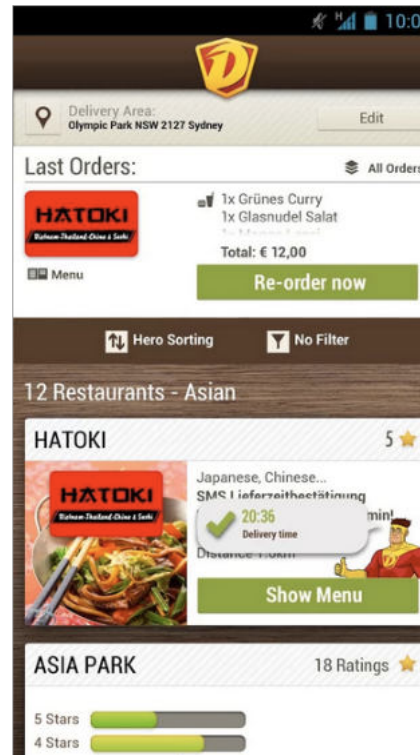 H
10:0
D
Delivery Area:
Olympic Park NSW 2127 Sydney
Edit
Last Orders:
All Orders
HATOKI
Vietnam-Thailand-China & Sushi
1x Grünes Curry
1x Glasnudel Salat
Total: € 12,00
Menu
Re-order now
Hero Sorting
No Filter
12 Restaurants - Asian
HATOKI
5
HATOKI
Vietnam-Thailand-China & Sushi
Japanese, Chinese...
SMS Lieferzeitbestätigung
20:36
min!
Delivery time
Distance 1.0km
Show Menu
ASIA PARK
18 Ratings
5 Stars
4 Stars